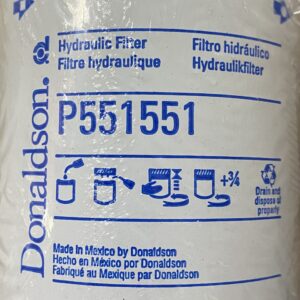 Donaldson.
Hydraulic Filter
Filtre hydraulique
Filtro hidráulico
Hydraulikfilter
P551551
+¾
Drain and
dispose of
properly
Made in Mexico by Donaldson
Hecho en México por Donaldson
Fabriqué au Mexique par Donaldson